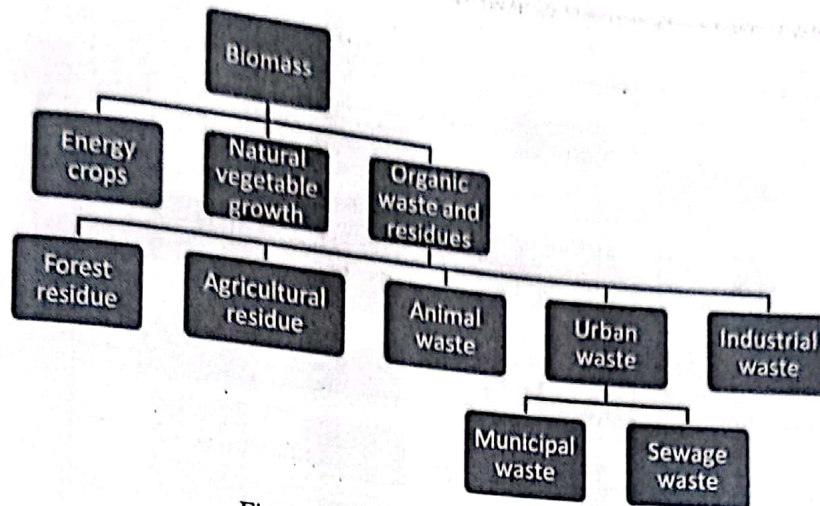 Biomass
Energy
crops
Natural
vegetable
growth
Organic
waste and
residues
Forest
residue
Agricultural
residue
Animal
waste
Urban
waste
Industrial
waste
Municipal
waste
Sewage
waste